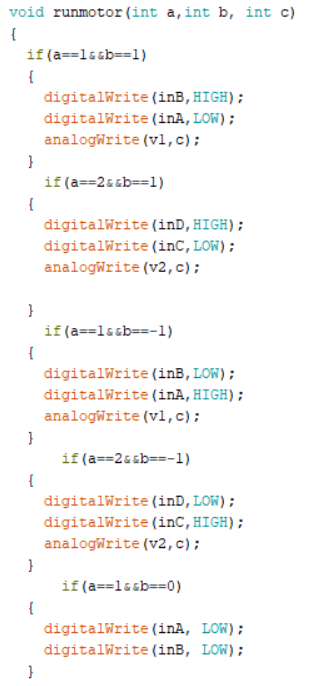 void runmotor(int a,int b, int c)
{
if(a==1&&b==1)
{
digitalWrite(inB,HIGH);
digitalWrite(inA,LOW);
analogWrite(v1,c);
}
if(a==2&&b==1)
{
digitalWrite(inD,HIGH);
digitalWrite(inC,LOW);
analogWrite(v2,c);
}
if(a==1&&b==-1)
{
digitalWrite(inB,LOW);
digitalWrite(inA,HIGH);
analogWrite(v1,c);
}
if(a==2&&b==-1)
{
digitalWrite(inD,LOW);
digitalWrite(inC,HIGH);
analogWrite(v2,c);
}
if(a==1&&b==0)
{
digitalWrite(inA, LOW);
digitalWrite(inB, LOW);
}